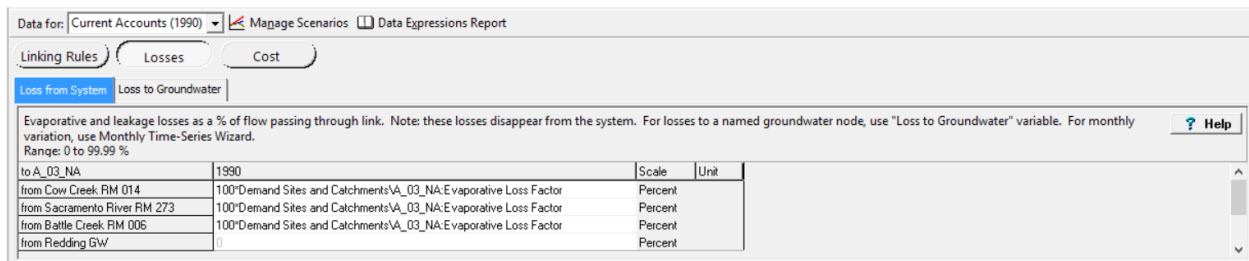 Data for: Current Accounts (1990) Manage Scenarios Data Expressions Report
Linking Rules Losses Cost
Loss from System Loss to Groundwater
Evaporative and leakage losses as a % of flow passing through link. Note: these losses disappear from the system. For losses to a named groundwater node, use "Loss to Groundwater" variable. For monthly
variation, use Monthly Time-Series Wizard.
Range: 0 to 99.99 %
? Help
to A_03_NA 1990 Scale Unit
from Cow Creek RM 014 100*Demand Sites and Catchments\A_03_NA:Evaporative Loss Factor Percent
from Sacramento River RM 273 100*Demand Sites and Catchments\A_03_NA:Evaporative Loss Factor Percent
from Battle Creek RM 006 100*Demand Sites and Catchments\A_03_NA:Evaporative Loss Factor Percent
from Redding GW 0 Percent